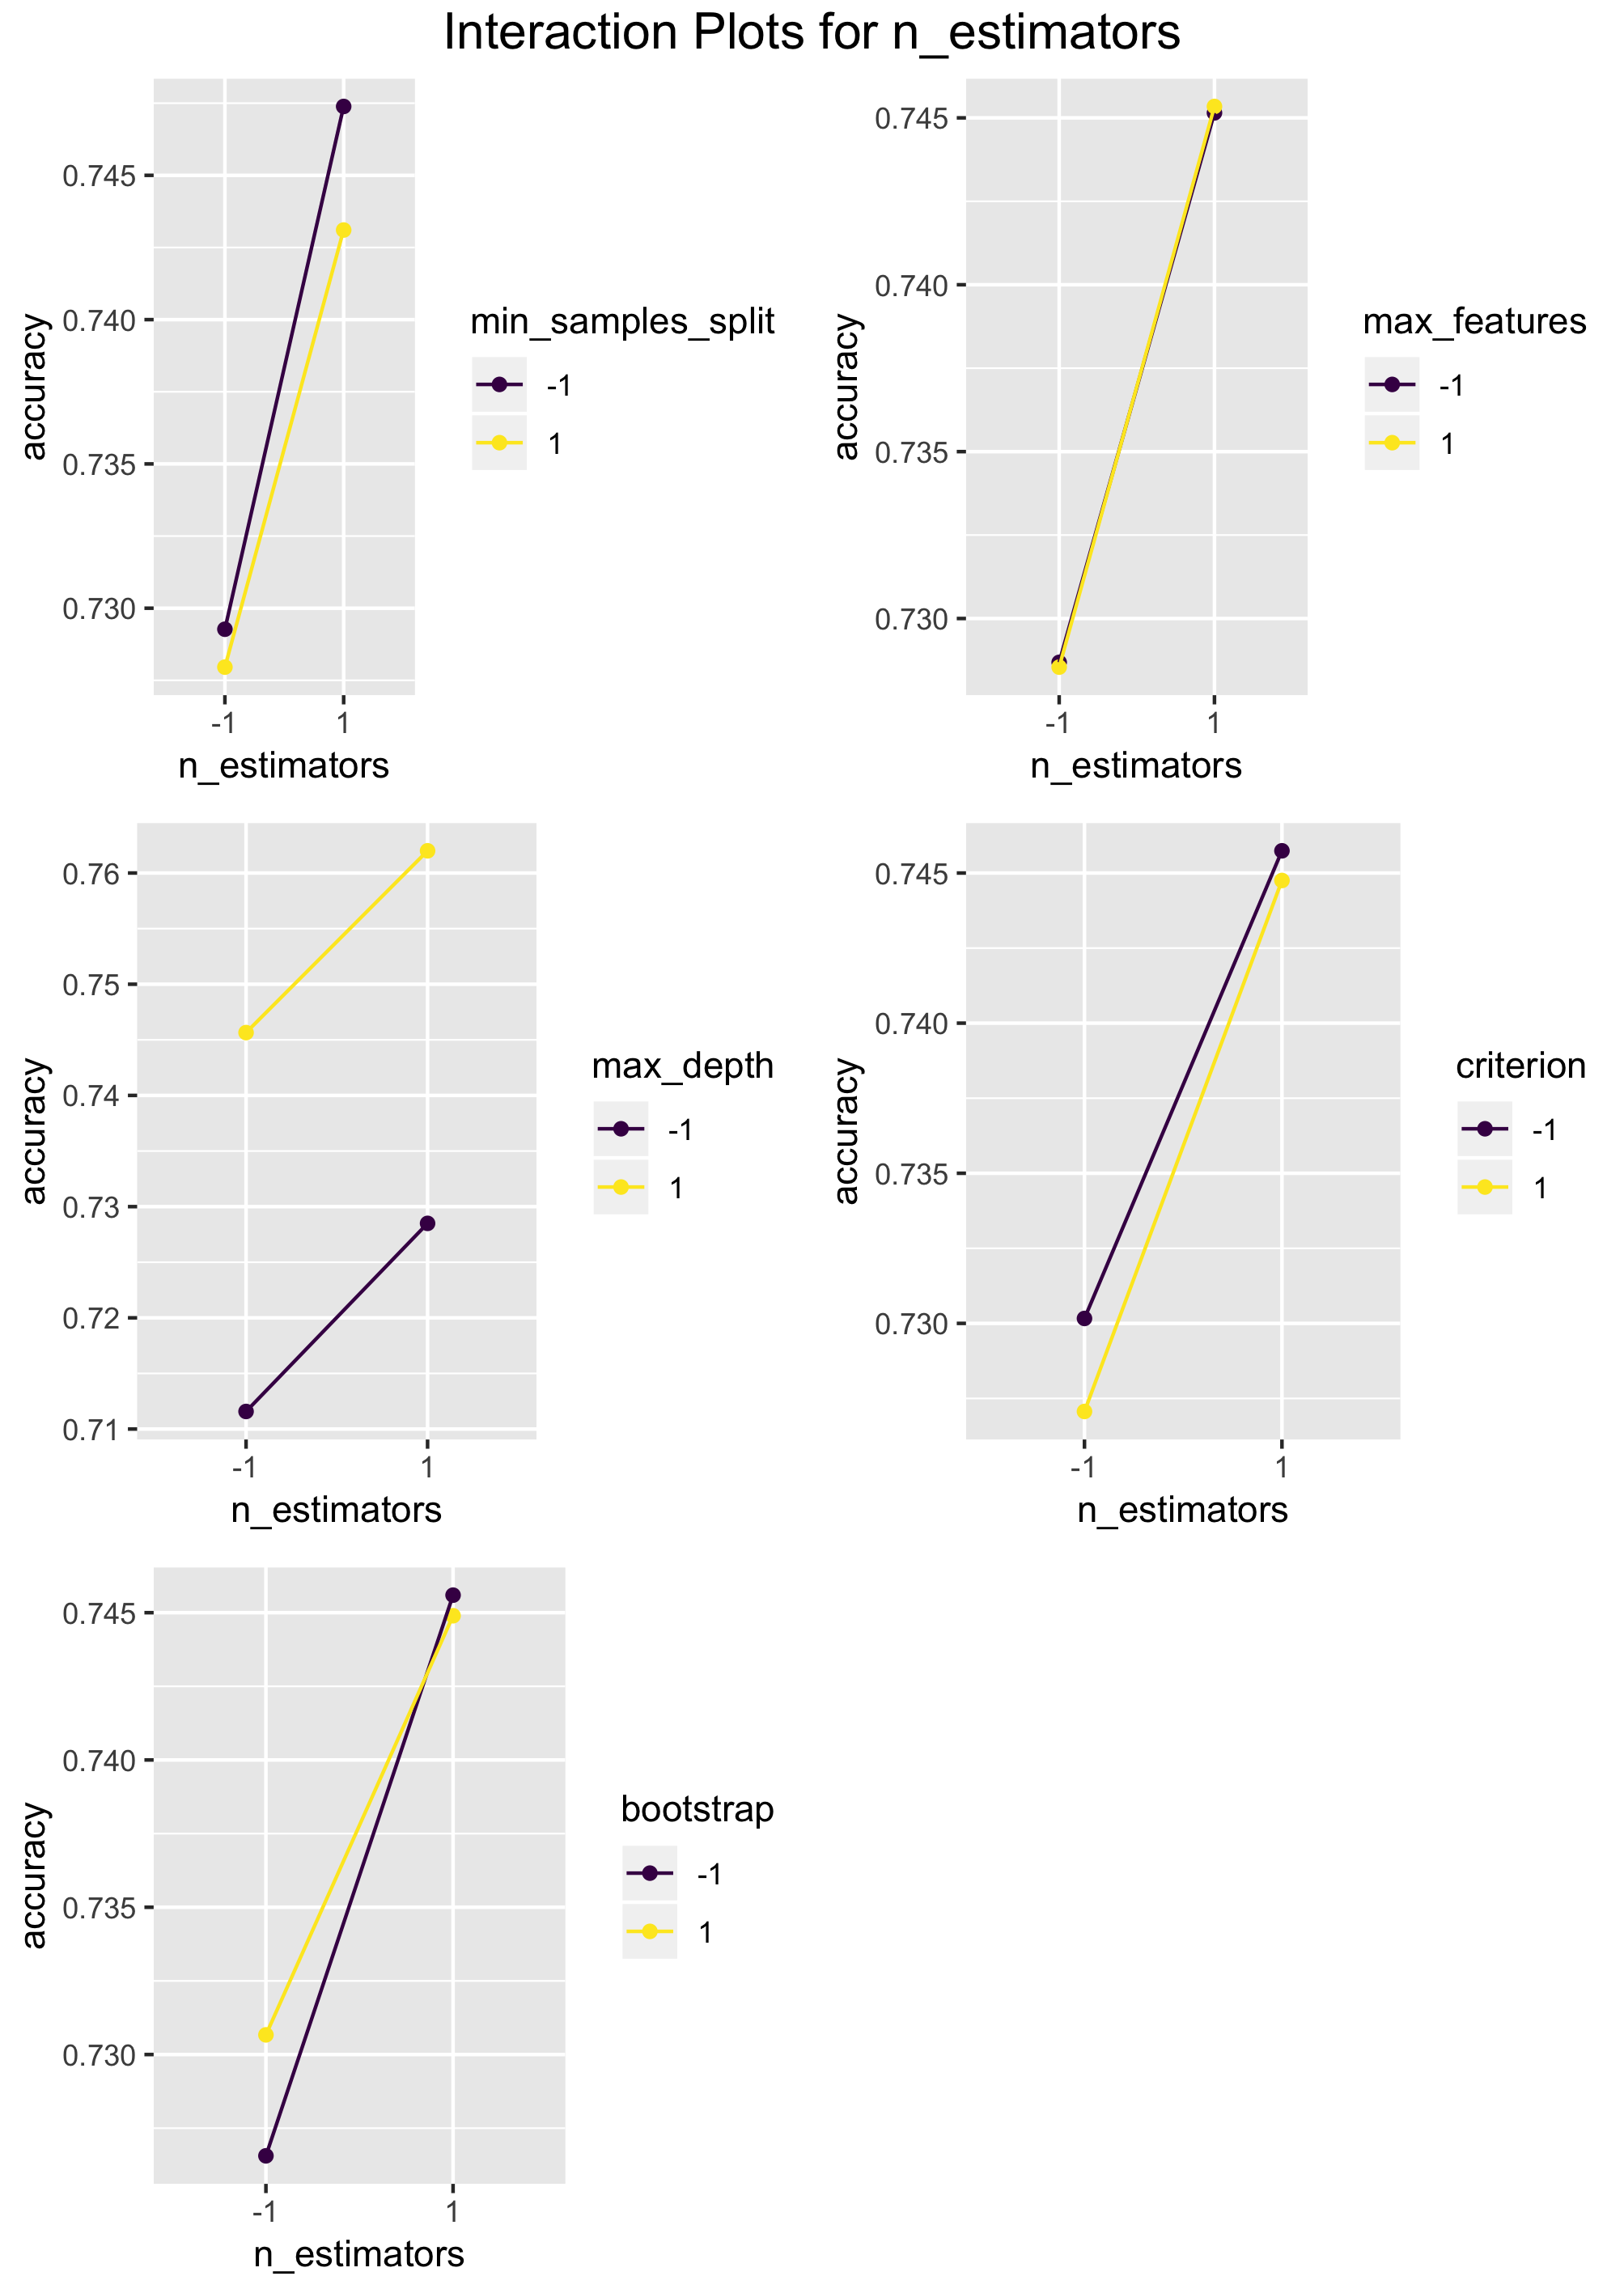 Interaction Plots for n_estimators
accuracy
0.745
0.740
0.735
0.730
-1
1
n_estimators
min_samples_split
-1
1
accuracy
0.745
0.740
0.735
0.730
-1
1
n_estimators
max_features
-1
1
accuracy
0.76
0.75
0.74
0.73
0.72
0.71
-1
1
n_estimators
max_depth
-1
1
accuracy
0.745
0.740
0.735
0.730
-1
1
n_estimators
criterion
-1
1
accuracy
0.745
0.740
0.735
0.730
-1
1
n_estimators
bootstrap
-1
1